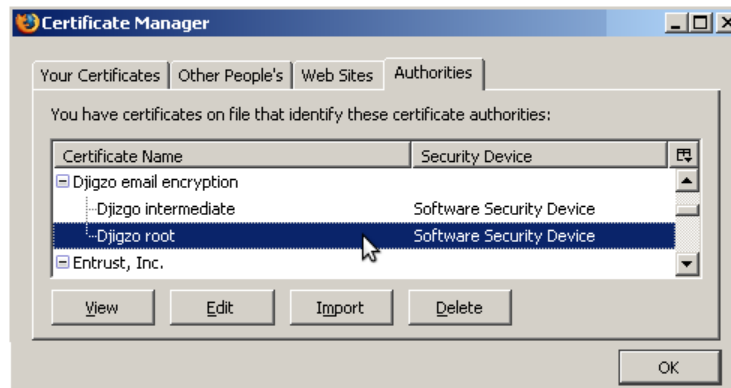 Certificate Manager
Your Certificates Other People's Web Sites Authorities
You have certificates on file that identify these certificate authorities:
Certificate Name Security Device
Djigzo email encryption
Djizgo intermediate Software Security Device
Djigzo root Software Security Device
Entrust, Inc.
View Edit Import Delete
OK